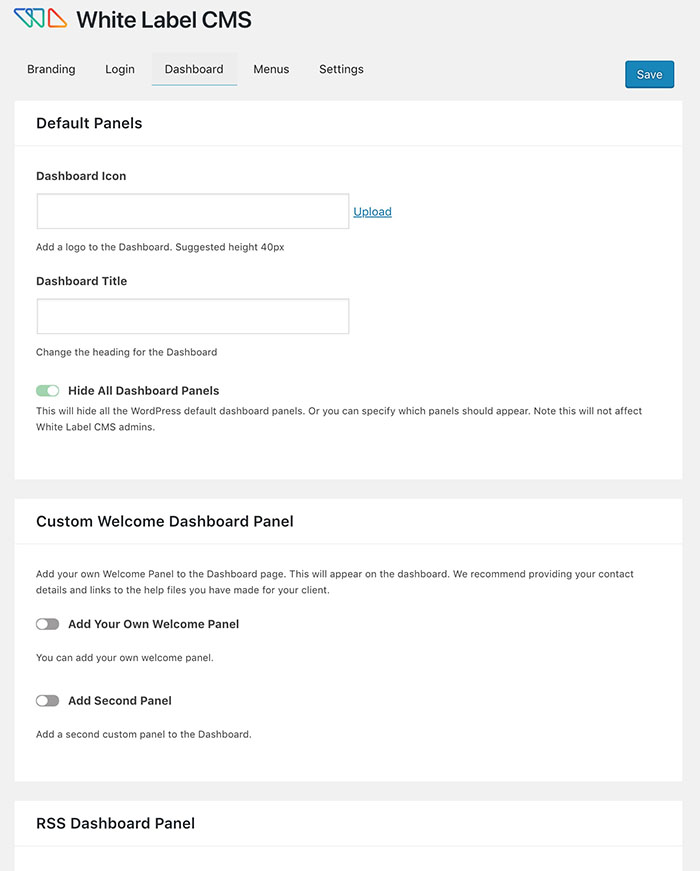 White Label CMS
Branding Login Dashboard Menus Settings
Save
Default Panels
Dashboard Icon
Upload
Add a logo to the Dashboard. Suggested height 40px
Dashboard Title
Change the heading for the Dashboard
Hide All Dashboard Panels
This will hide all the WordPress default dashboard panels. Or you can specify which panels should appear. Note this will not affect
White Label CMS admins.
Custom Welcome Dashboard Panel
Add your own Welcome Panel to the Dashboard page. This will appear on the dashboard. We recommend providing your contact
details and links to the help files you have made for your client.
Add Your Own Welcome Panel
You can add your own welcome panel.
Add Second Panel
Add a second custom panel to the Dashboard.
RSS Dashboard Panel